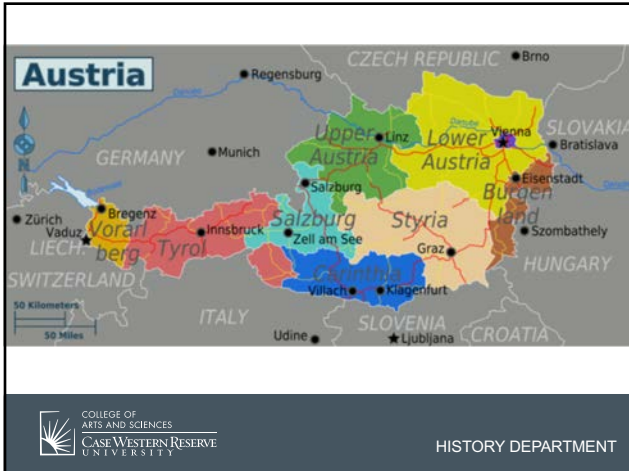 Austria
CZECH REPUBLIC
Brno
Regensburg
Danube
Upper
Austria
Linz
Lower
Austria
Danube
Vienna
SLOVAKIA
Bratislava
GERMANY
Munich
Eisenstadt
Burgen
land
Salzburg
Zürich
Bregenz
Vaduz
LIECH.
Vorarl
berg
Tyrol
Innsbruck
Salzburg
Zell am See
Styria
Graz
Szombathely
HUNGARY
SWITZERLAND
Carinthia
Villach
Klagenfurt
50 Kilometers
50 Miles
ITALY
SLOVENIA
CROATIA
Udine
Ljubljana
COLLEGE OF
ARTS AND SCIENCES
CASE WESTERN RESERVE
UNIVERSITY
HISTORY DEPARTMENT